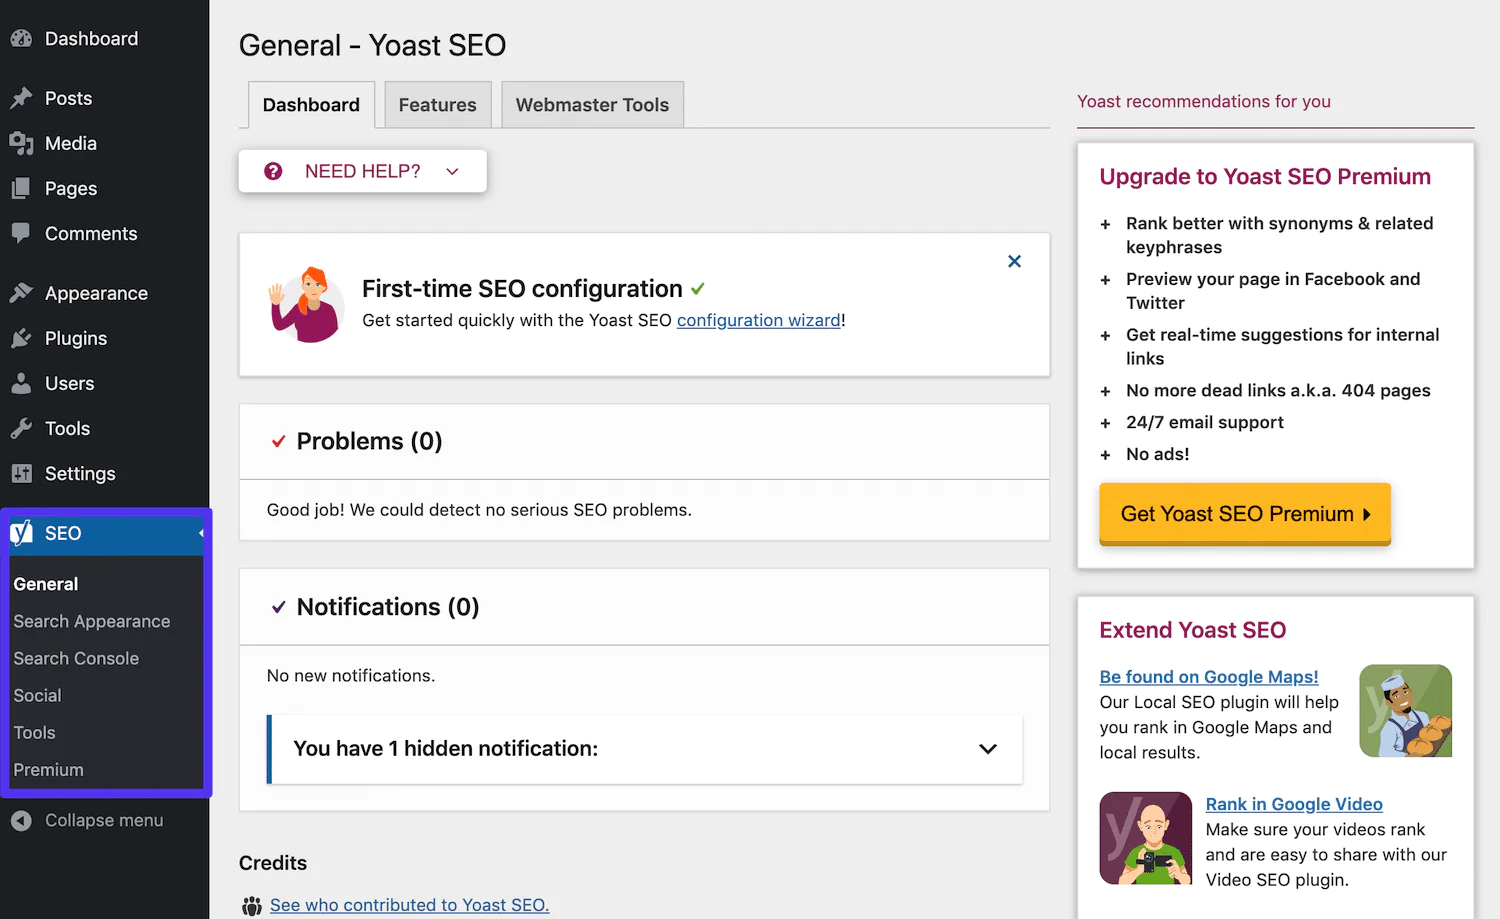 Dashboard
Posts
Media
Pages
Comments
Appearance
Plugins
Users
Tools
Settings
SEO
General
Search Appearance
Search Console
Social
Tools
Premium
Collapse menu
General - Yoast SEO
Dashboard
Features
Webmaster Tools
NEED HELP?
First-time SEO configuration
Get started quickly with the Yoast SEO configuration wizard!
Problems (0)
Good job! We could detect no serious SEO problems.
Notifications (0)
No new notifications.
You have 1 hidden notification:
Credits
See who contributed to Yoast SEO.
Yoast recommendations for you
Upgrade to Yoast SEO Premium
+ Rank better with synonyms & related
keyphrases
+ Preview your page in Facebook and
Twitter
+ Get real-time suggestions for internal
links
+ No more dead links a.k.a. 404 pages
+ 24/7 email support
+ No ads!
Get Yoast SEO Premium
Extend Yoast SEO
Be found on Google Maps!
Our Local SEO plugin will help
you rank in Google Maps and
local results.
Rank in Google Video
Make sure your videos rank
and are easy to share with our
Video SEO plugin.